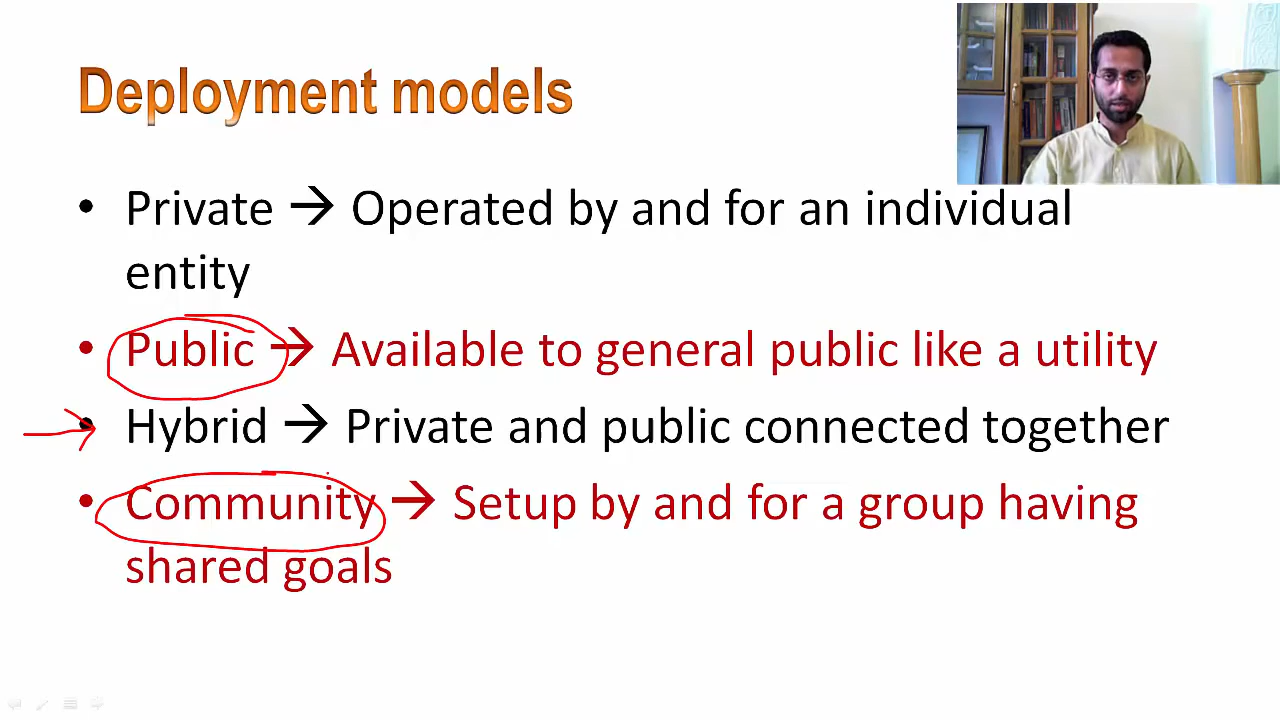 Deployment models
• Private → Operated by and for an individual
entity
• Public → Available to general public like a utility
• Hybrid → Private and public connected together
• Community → Setup by and for a group having
shared goals